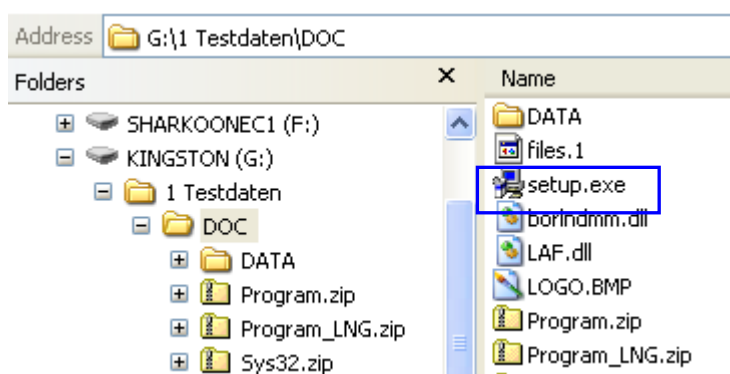 Address G:\1 Testdaten\DOC
Folders
SHARKOONEC1 (F:)
KINGSTON (G:)
1 Testdaten
DOC
DATA
Program.zip
Program_LNG.zip
Sys32.zip
Name
DATA
files.1
setup.exe
borlndmm.dll
LAF.dll
LOGO.BMP
Program.zip
Program_LNG.zip